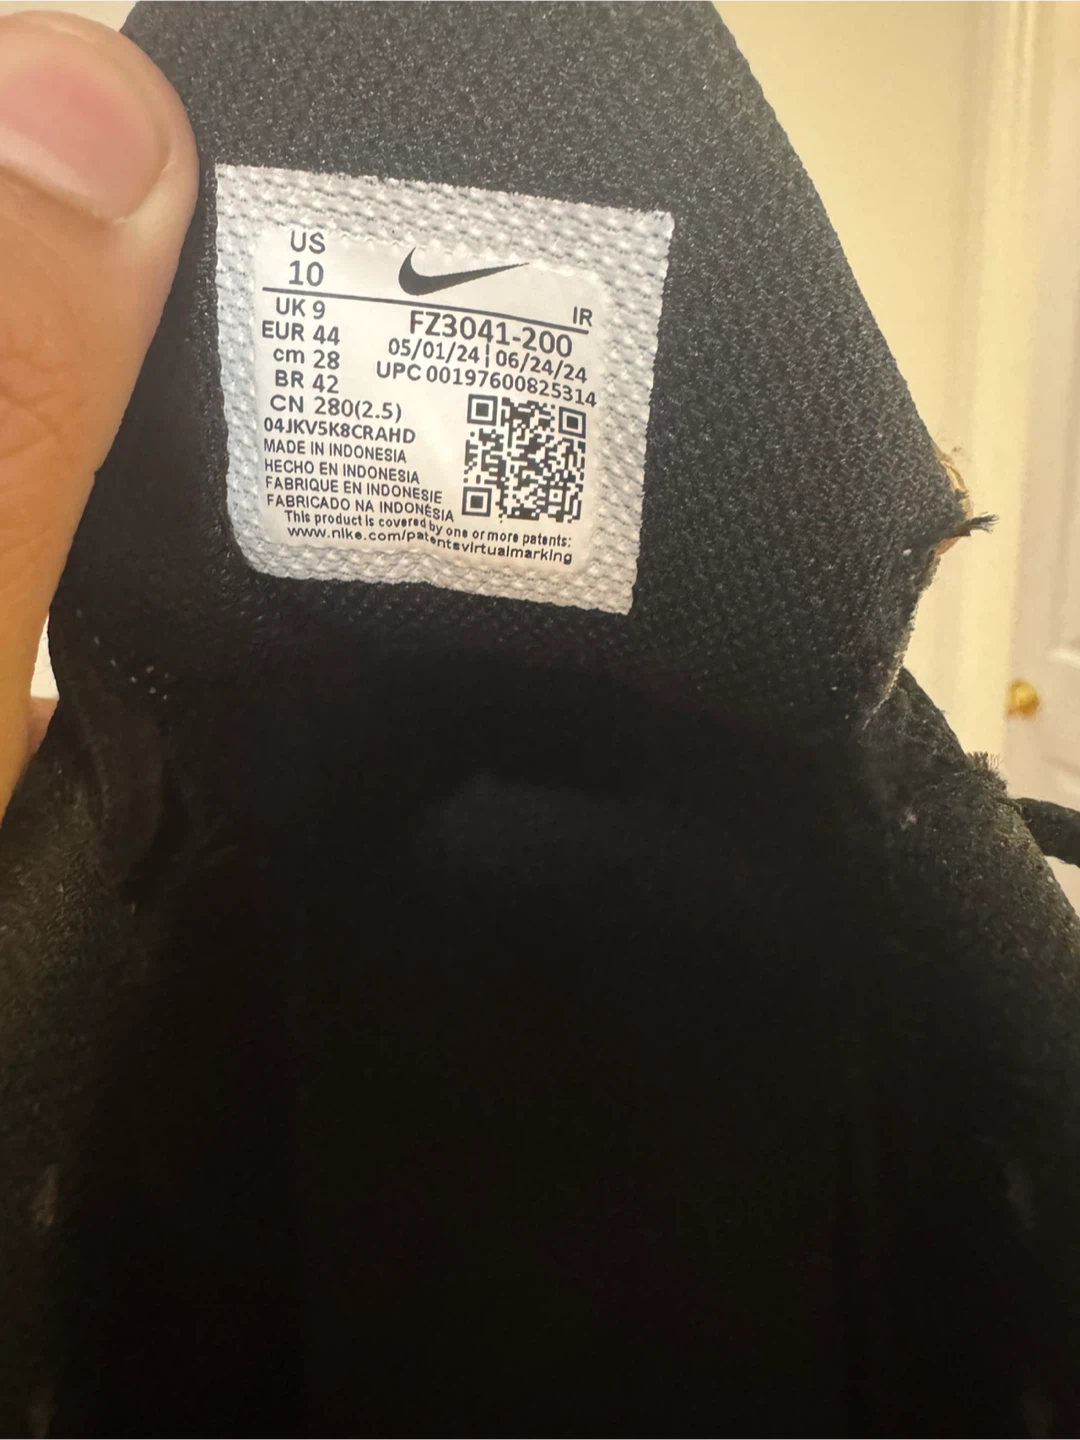 US
10
UK 9
IR
EUR 44
FZ3041-200
cm 28
05/01/24 | 06/24/24
BR 42
UPC 00197600825314
CN 280(2.5)
04JKV5K8CRAHD
MADE IN INDONESIA
HECHO EN INDONESIA
FABRIQUE EN INDONESIE
FABRICADO NA INDONÉSIA
This product is covered by one or more patents:
www.nike.com/patentsvirtualmarking